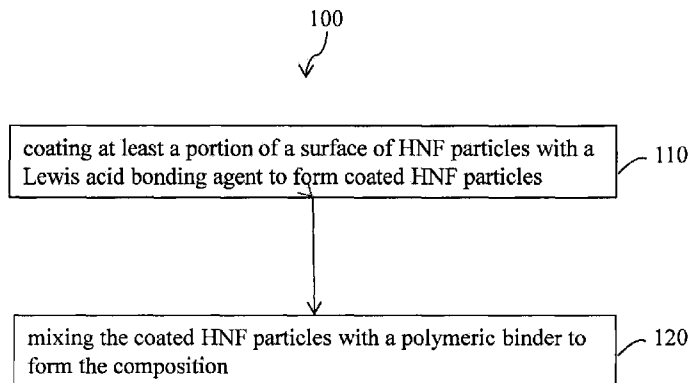 100
coating at least a portion of a surface of HNF particles with a
Lewis acid bonding agent to form coated HNF particles
110
mixing the coated HNF particles with a polymeric binder to
form the composition
120